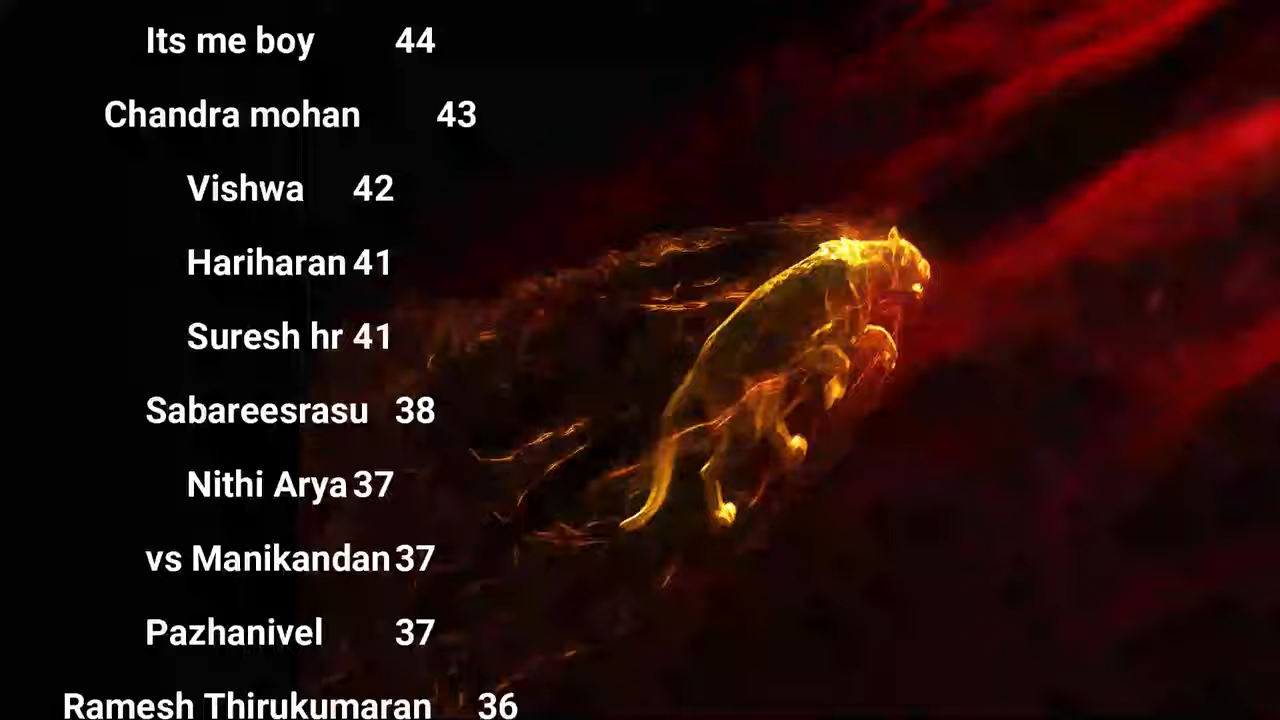 Its me boy 44
Chandra mohan 43
Vishwa 42
Hariharan 41
Suresh hr 41
Sabareesrasu 38
Nithi Arya 37
vs Manikandan 37
Pazhanivel 37
Ramesh Thirukumaran 36